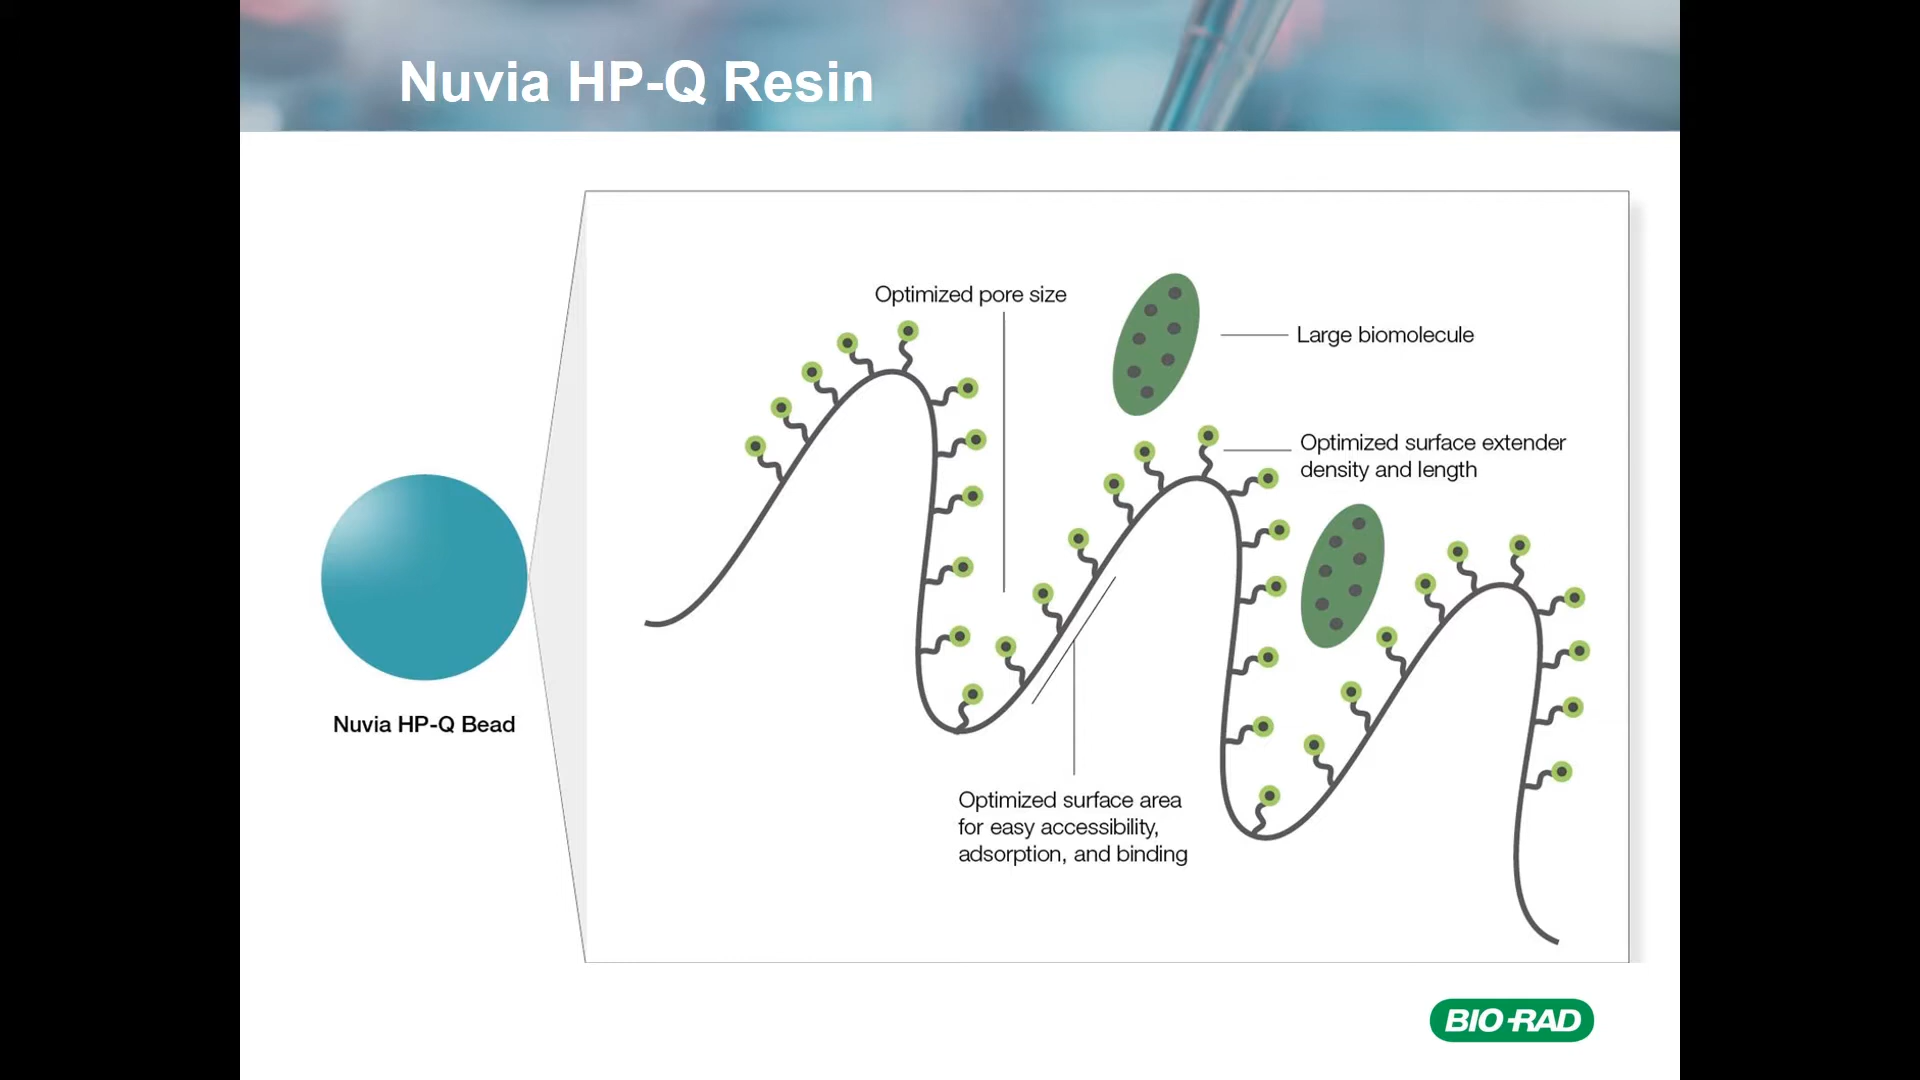 Nuvia HP-Q Resin
Optimized pore size
Large biomolecule
Optimized surface extender
density and length
Nuvia HP-Q Bead
Optimized surface area
for easy accessibility,
adsorption, and binding
BIO-RAD